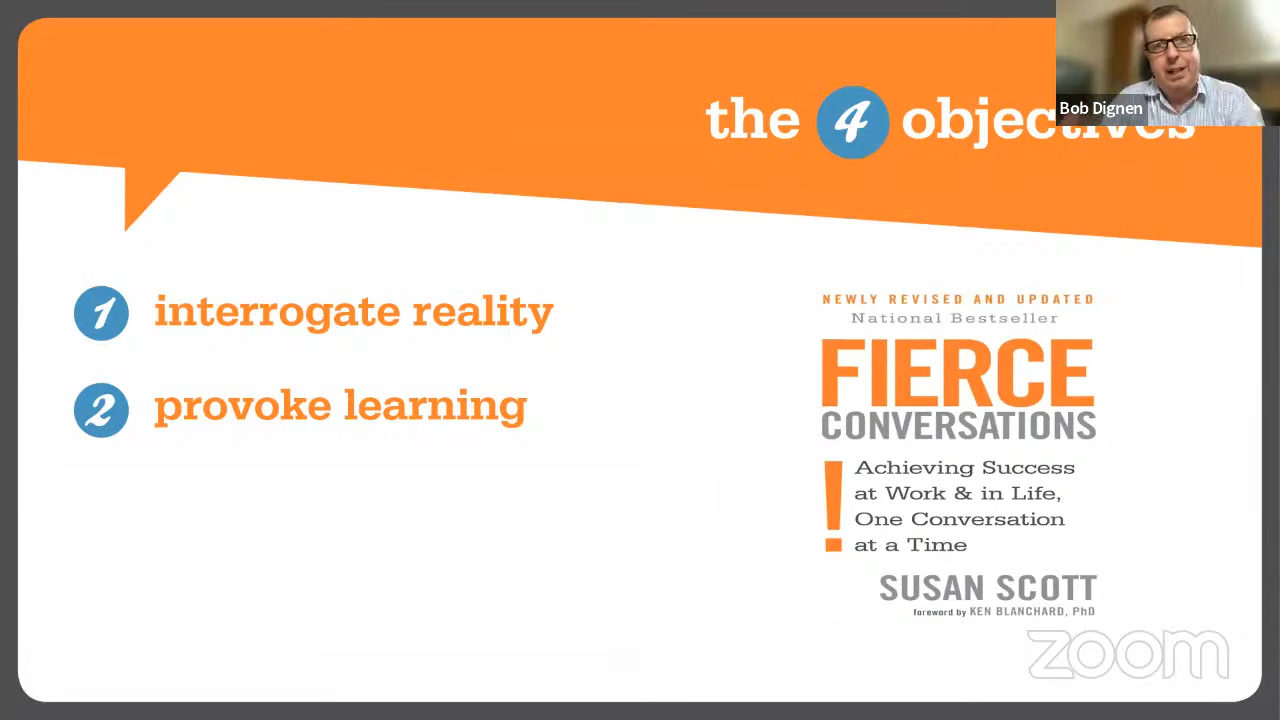 the 4 objectives
Bob Dignen
1 interrogate reality
2 provoke learning
NEWLY REVISED AND UPDATED
National Bestseller
FIERCE
CONVERSATIONS
! Achieving Success
at Work & in Life,
One Conversation
at a Time
SUSAN SCOTT
foreword by KEN BLANCHARD, PhD
zoom